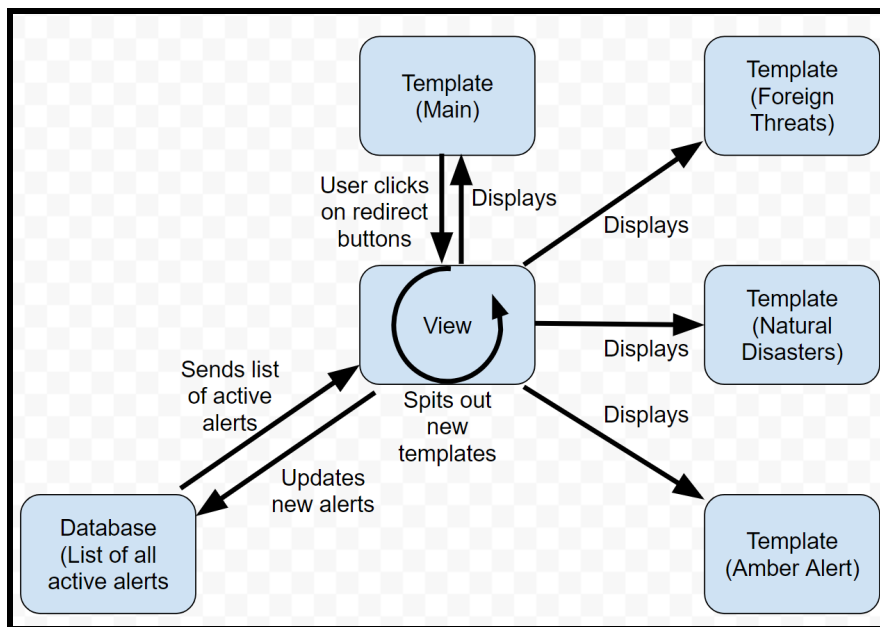 Template
(Main)
Template
(Foreign
Threats)
User clicks
on redirect
buttons
Displays
Displays
View
Template
(Natural
Disasters)
Displays
Sends list
of active
alerts
Spits out
new
templates
Displays
Updates
new alerts
Database
(List of all
active alerts
Template
(Amber Alert)